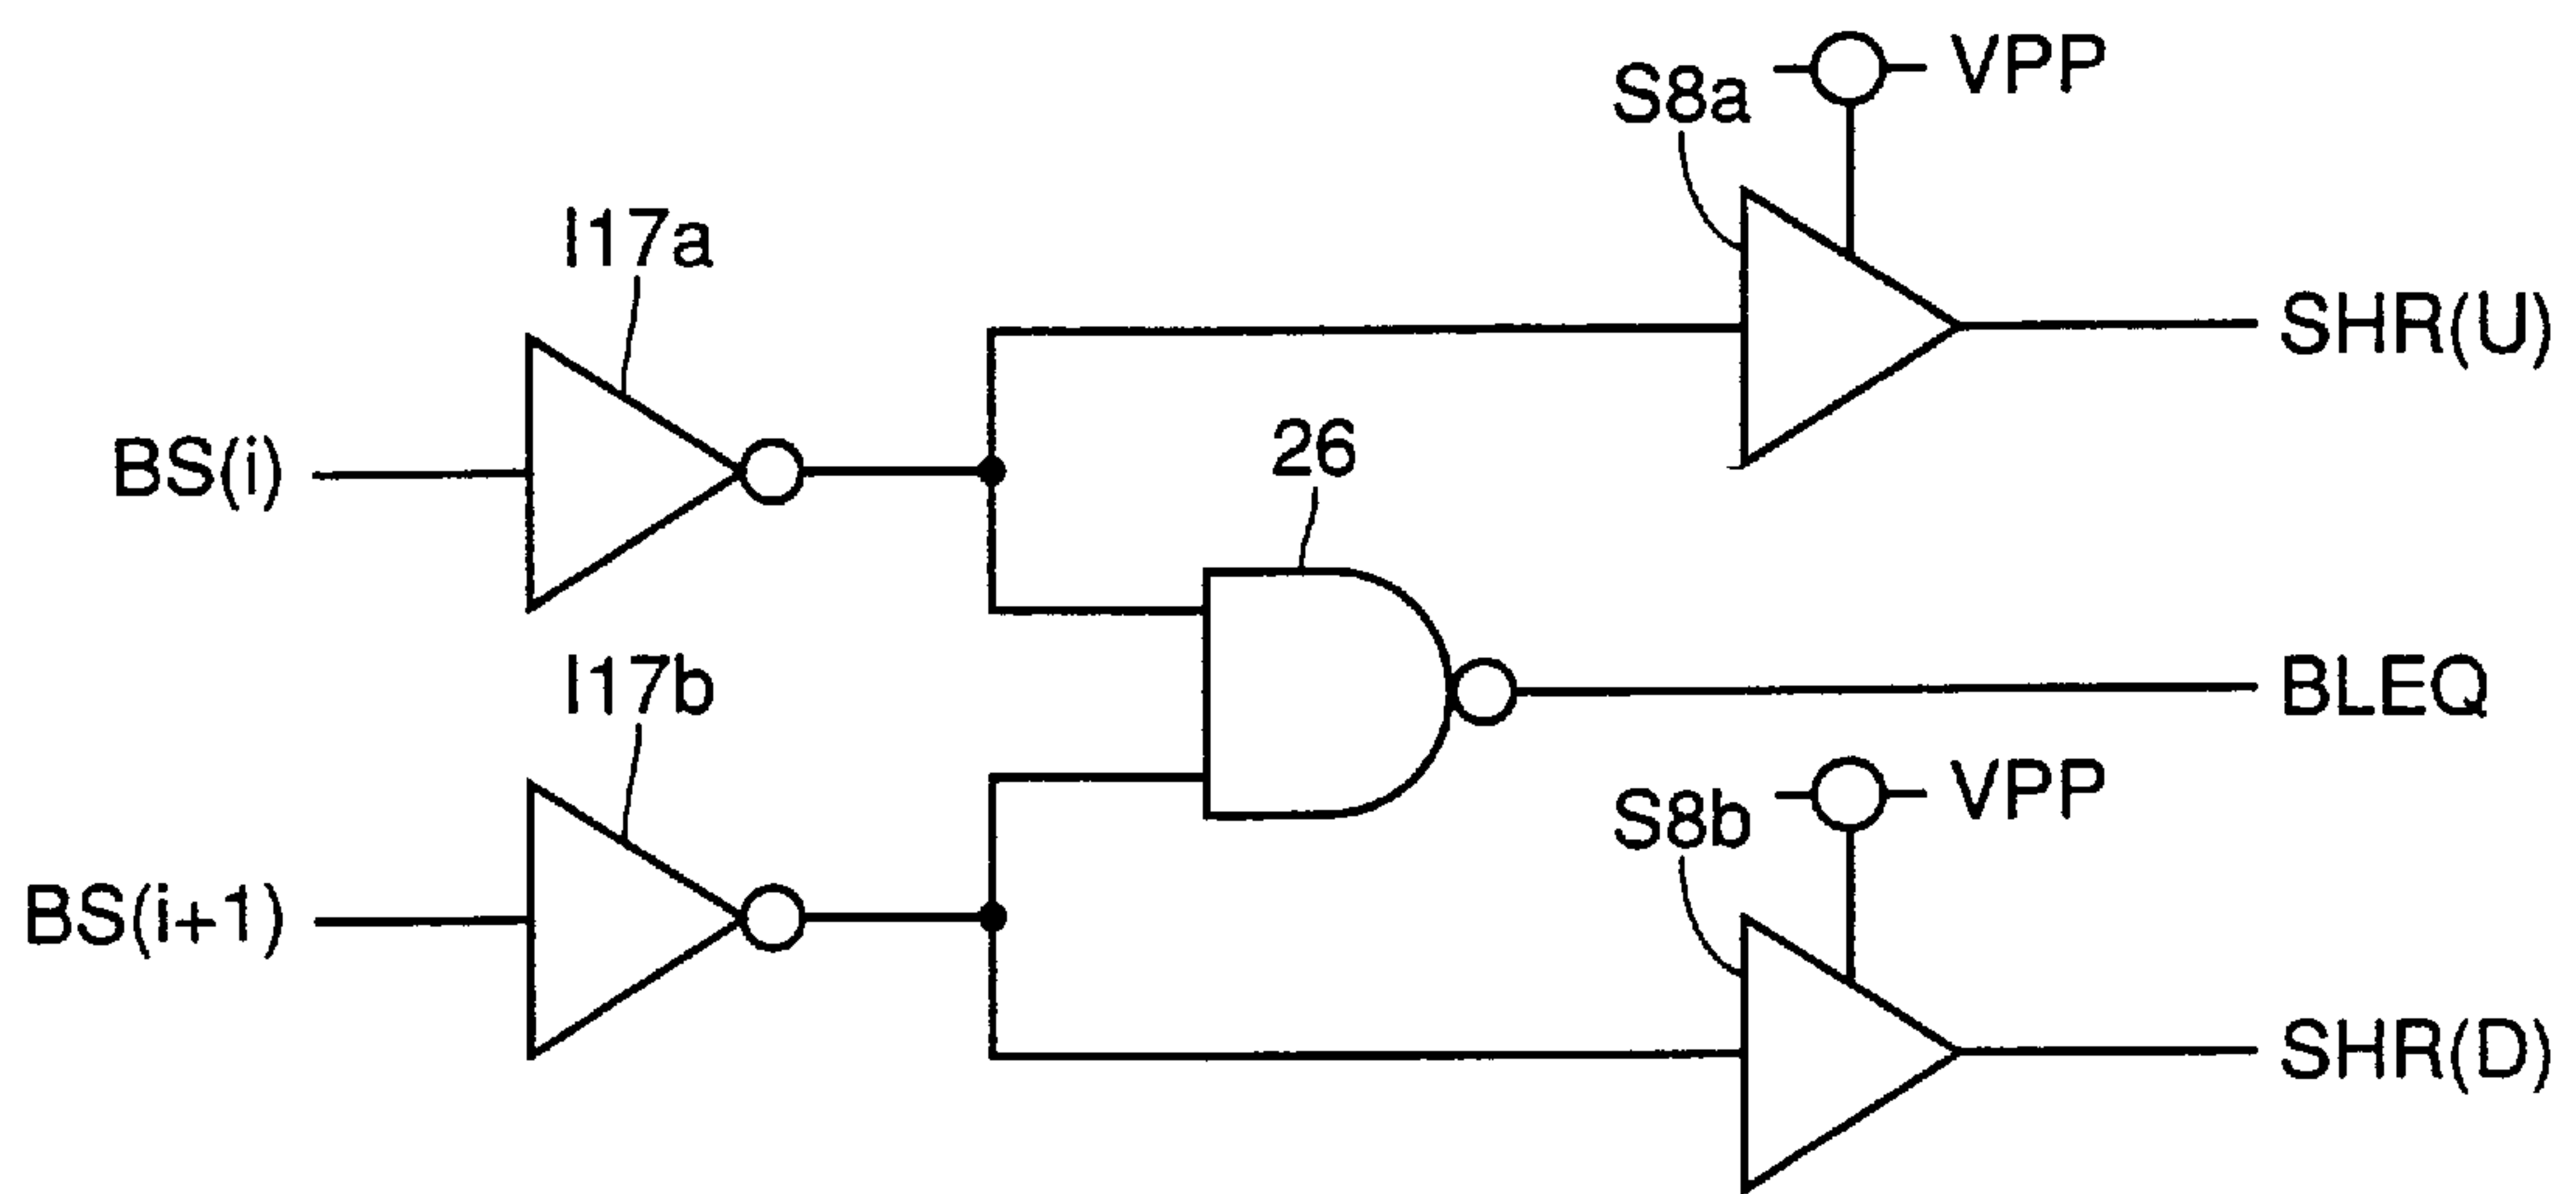 VPP
S8a
I17a
SHR(U)
26
BS(i)
I17b
BLEQ
VPP
S8b
BS(i+1)
SHR(D)